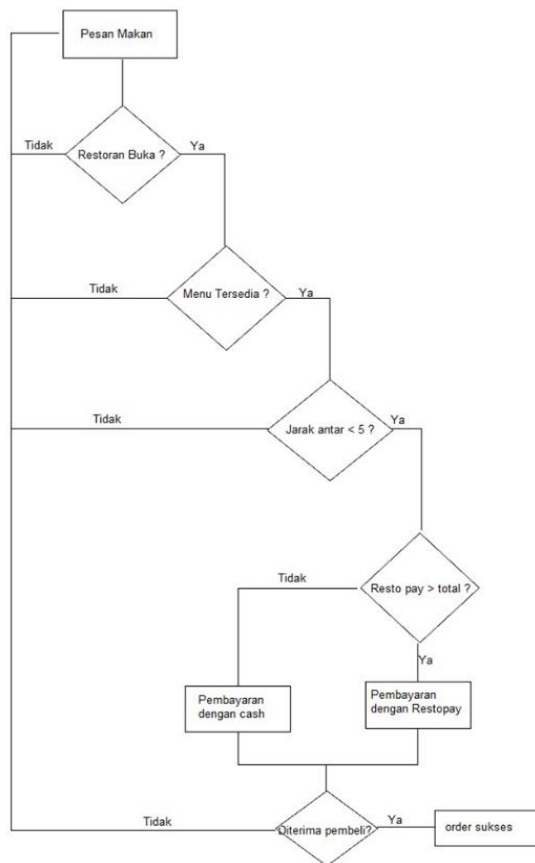 Pesan Makan
Tidak
Restoran Buka ?
Ya
Tidak
Menu Tersedia ?
Ya
Tidak
Jarak antar < 5 ?
Ya
Tidak
Resto pay > total ?
Ya
Pembayaran
dengan cash
Pembayaran
dengan Restopay
Tidak
Diterima pembeli?
Ya
order sukses